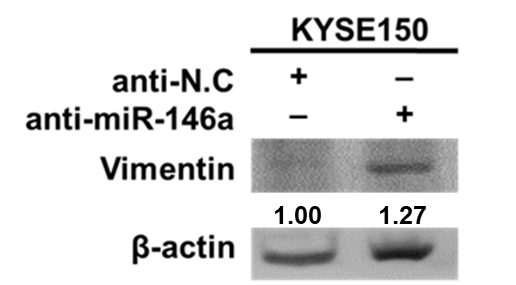 KYSE150
anti-N.C + –
anti-miR-146a – +
Vimentin
1.00 1.27
β-actin